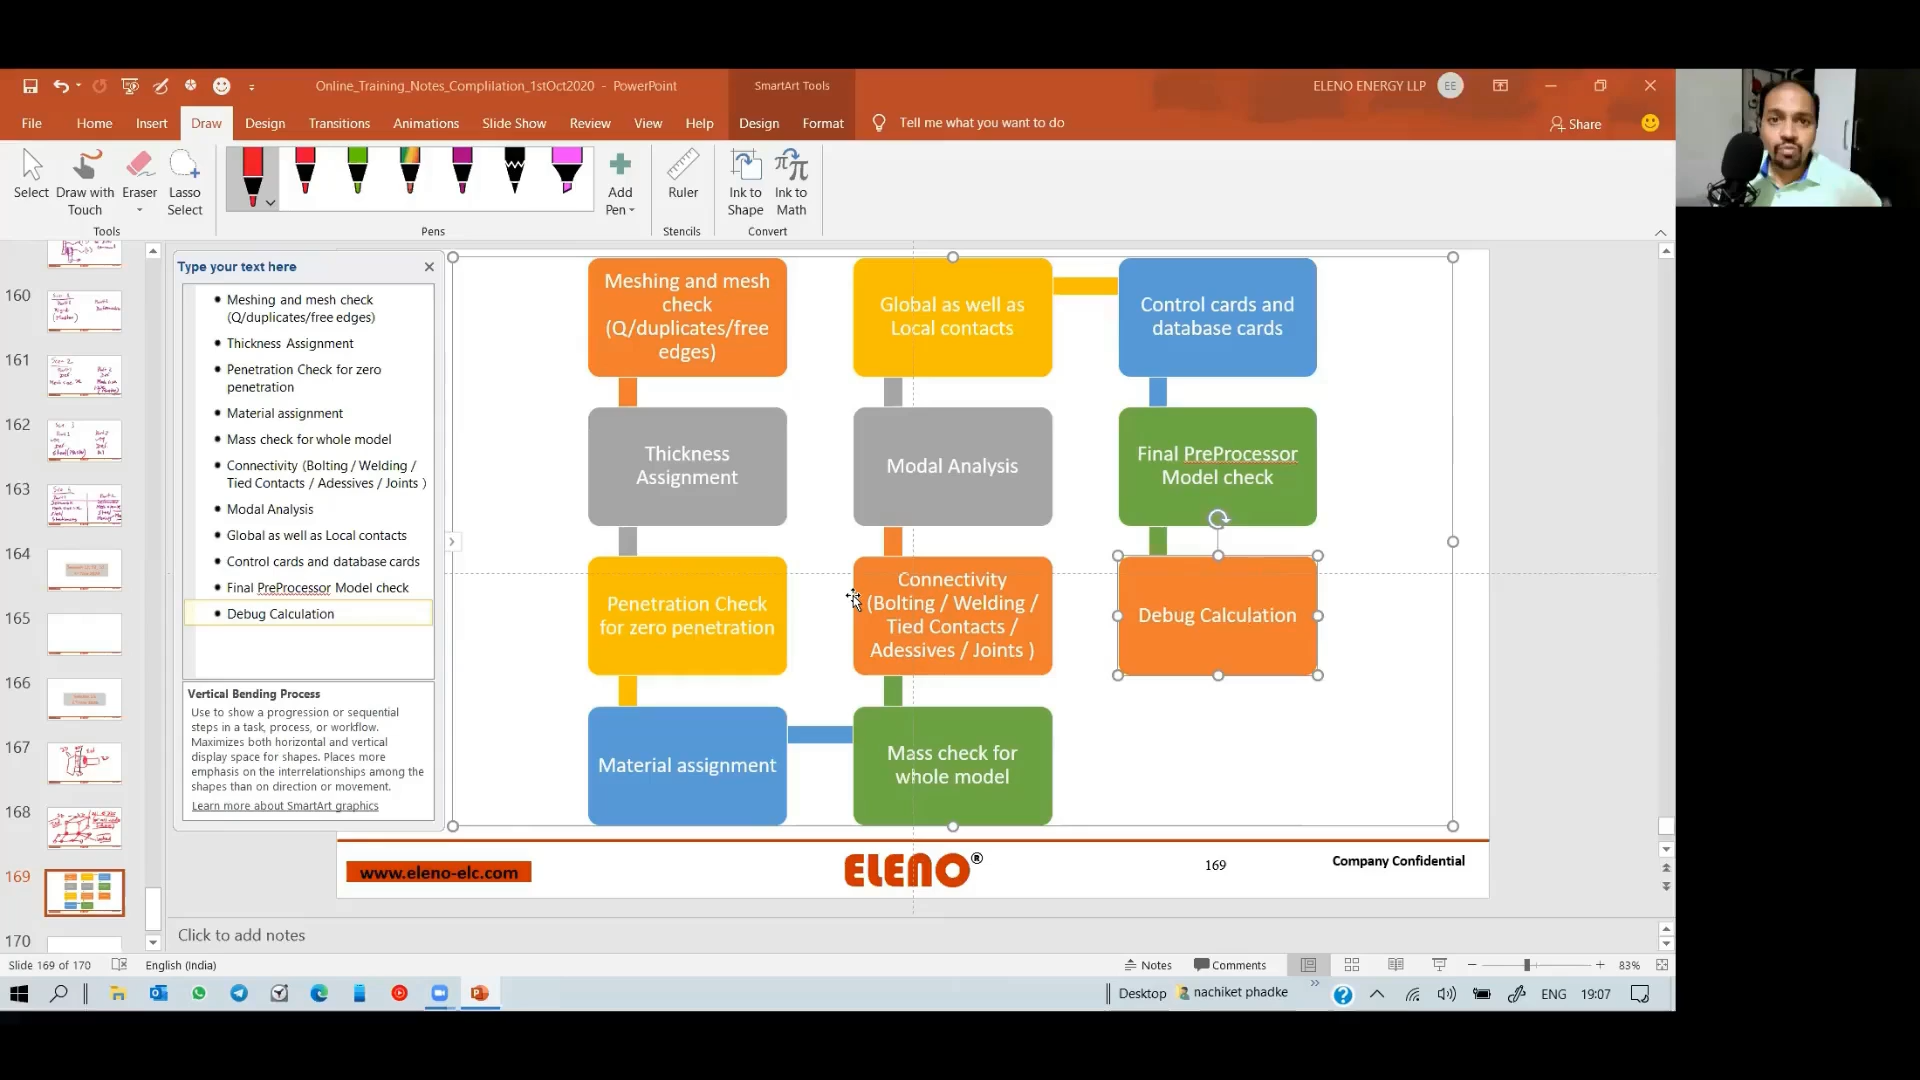 Online_Training_Notes_Complilation_1stOct2020 - PowerPoint
SmartArt Tools
ELENO ENERGY LLP
EE
File
Home
Insert
Draw
Design
Transitions
Animations
Slide Show
Review
View
Help
Design
Format
Tell me what you want to do
Share
Select
Draw with
Touch
Eraser
Lasso
Select
Tools
Pens
Add
Pen
Ruler
Stencils
Ink to
Shape
Ink to
Math
Convert
160
161
162
163
164
165
166
167
168
169
170
Type your text here
Meshing and mesh check
(Q/duplicates/free edges)
Thickness Assignment
Penetration Check for zero
penetration
Material assignment
Mass check for whole model
Connectivity (Bolting / Welding /
Tied Contacts / Adessives / Joints )
Modal Analysis
Global as well as Local contacts
Control cards and database cards
Final PreProcessor Model check
Debug Calculation
Vertical Bending Process
Use to show a progression or sequential
steps in a task, process, or workflow.
Maximizes both horizontal and vertical
display space for shapes. Places more
emphasis on the interrelationships among the
shapes than on direction or movement.
Learn more about SmartArt graphics
Meshing and mesh
check
(Q/duplicates/free
edges)
Thickness
Assignment
Penetration Check
for zero penetration
Material assignment
Global as well as
Local contacts
Modal Analysis
Connectivity
(Bolting / Welding /
Tied Contacts /
Adessives / Joints )
Mass check for
whole model
Control cards and
database cards
Final PreProcessor
Model check
Debug Calculation
www.eleno-elc.com
ELENO®
169
Company Confidential
Click to add notes
Slide 169 of 170
English (India)
Notes
Comments
83%
Desktop
nachiket phadke
ENG
19:07